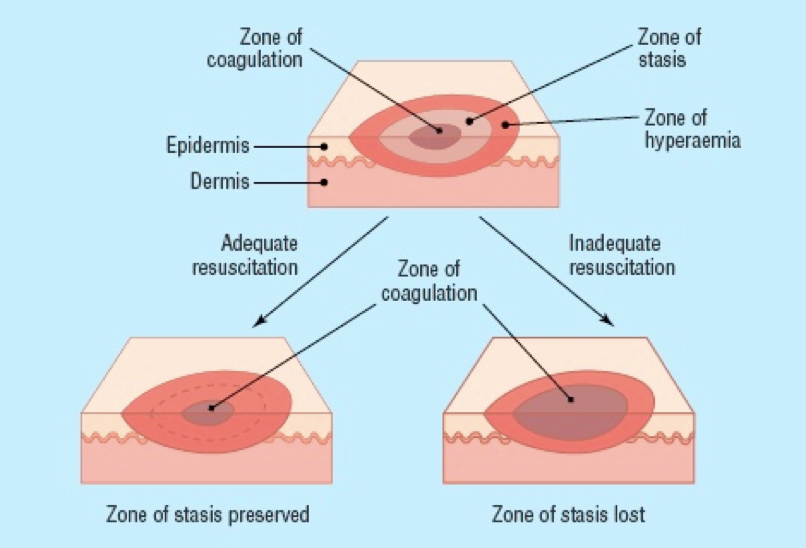 Zone of
coagulation
Zone of
stasis
Zone of
hyperaemia
Epidermis
Dermis
Adequate
resuscitation
Inadequate
resuscitation
Zone of
coagulation
Zone of stasis preserved
Zone of stasis lost